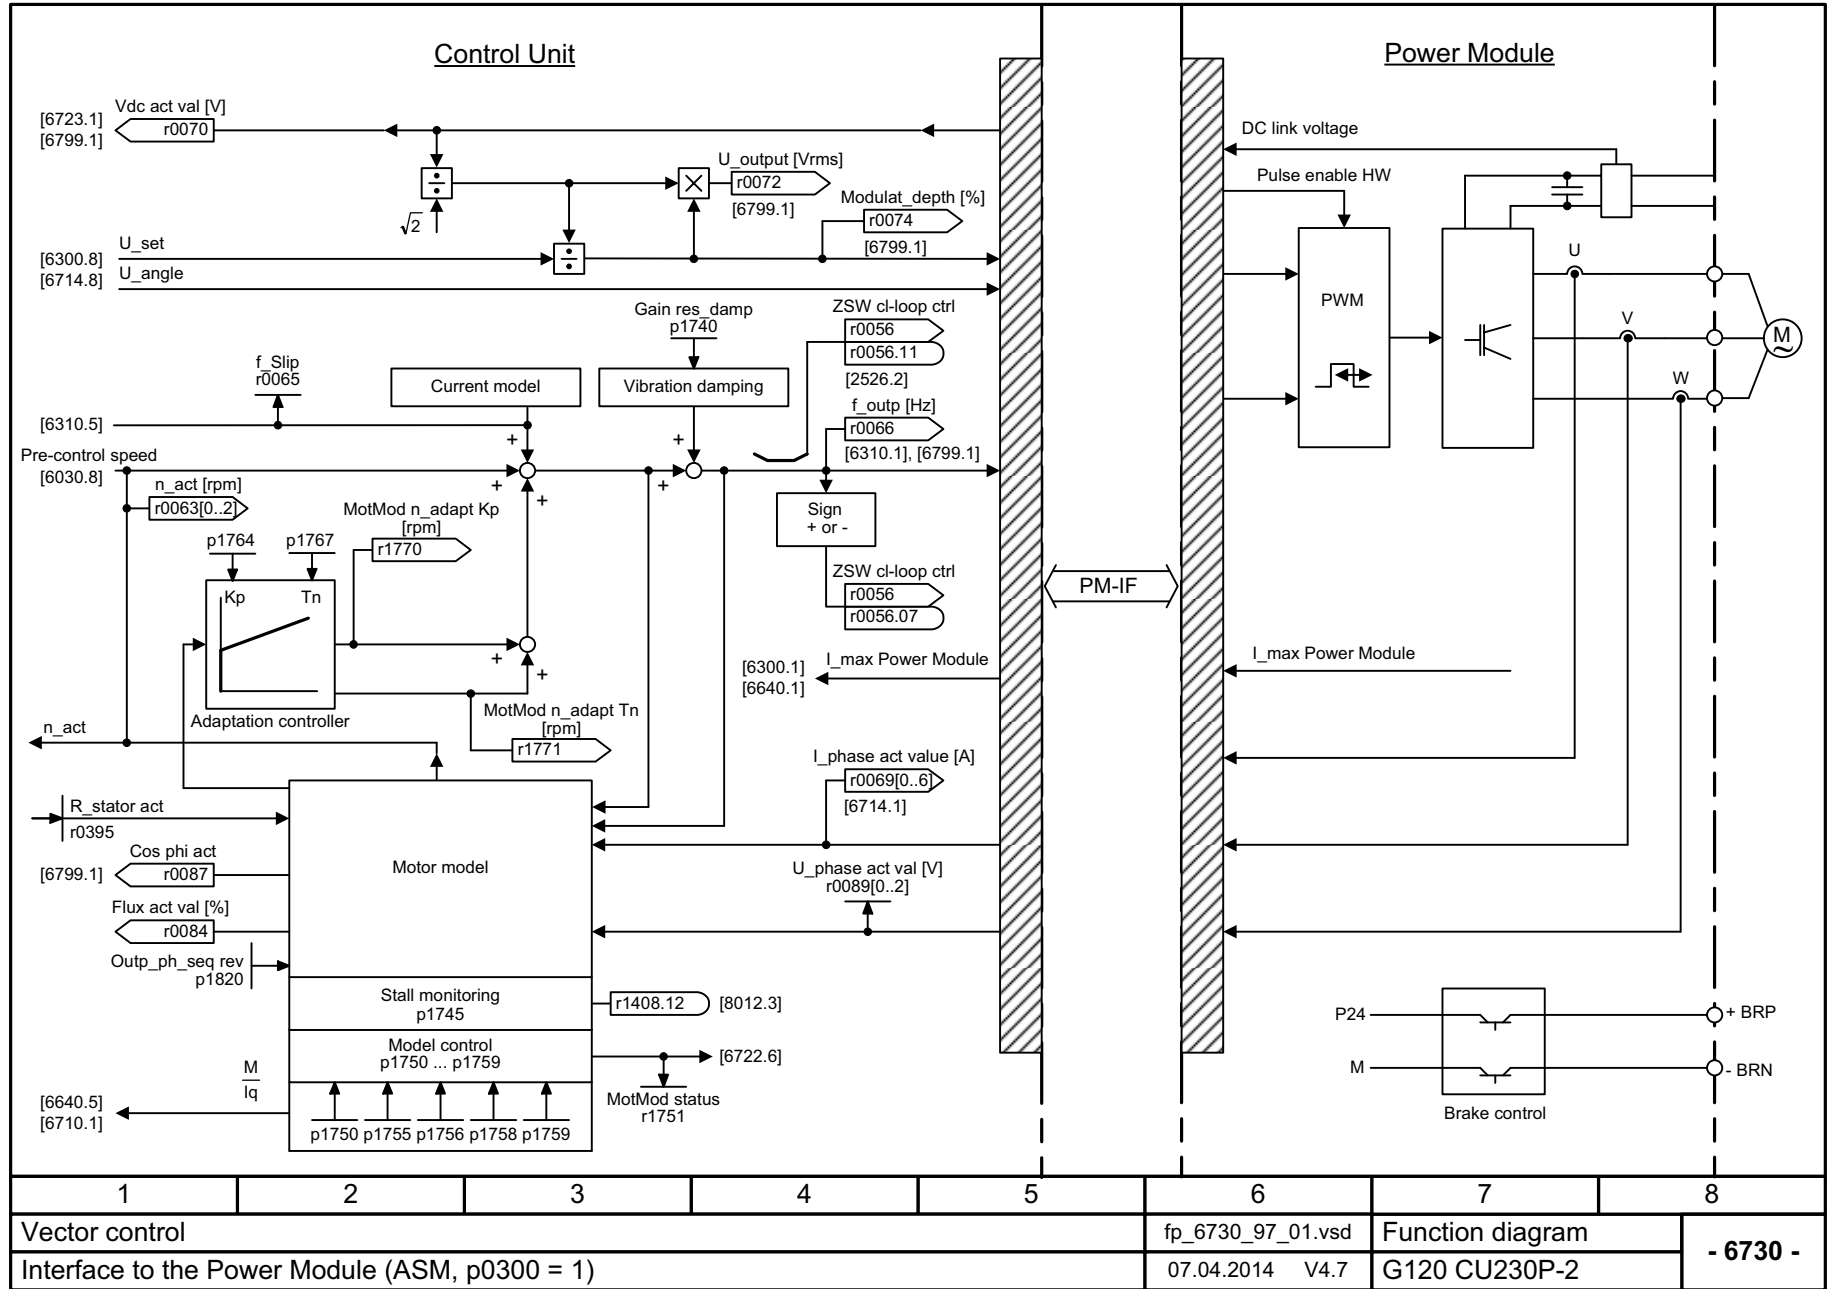 Control Unit
Power Module
Vdc act val [V]
[6723.1]
[6799.1]
r0070
÷
√2
U_output [Vrms]
r0072
[6799.1]
Modulat_depth [%]
r0074
[6799.1]
÷
[6300.8]
[6714.8]
U_set
U_angle
Gain res_damp
p1740
ZSW cl-loop ctrl
r0056
r0056.11
[2526.2]
f_Slip
r0065
Current model
Vibration damping
f_outp [Hz]
r0066
[6310.1], [6799.1]
[6310.5]
Pre-control speed
[6030.8]
+
+
+
+
+
n_act [rpm]
r0063[0..2]
MotMod n_adapt Kp
[rpm]
r1770
Sign
+ or -
p1764
p1767
Kp
Tn
ZSW cl-loop ctrl
r0056
r0056.07
+
+
Adaptation controller
MotMod n_adapt Tn
[rpm]
r1771
[6300.1]
[6640.1]
I_max Power Module
n_act
I_phase act value [A]
r0069[0..6]
[6714.1]
R_stator act
r0395
Cos phi act
[6799.1]
r0087
Motor model
U_phase act val [V]
r0089[0..2]
Flux act val [%]
r0084
Outp_ph_seq rev
p1820
Stall monitoring
p1745
r1408.12
[8012.3]
Model control
p1750 ... p1759
[6722.6]
MotMod status
r1751
M
Iq
[6640.5]
[6710.1]
p1750 p1755 p1756 p1758 p1759
PM-IF
DC link voltage
Pulse enable HW
PWM
U
V
W
M
~
I_max Power Module
P24
+ BRP
M
- BRN
Brake control
1 2 3 4 5 6 7 8
Vector control
fp_6730_97_01.vsd
Function diagram
- 6730 -
Interface to the Power Module (ASM, p0300 = 1)
07.04.2014 V4.7
G120 CU230P-2